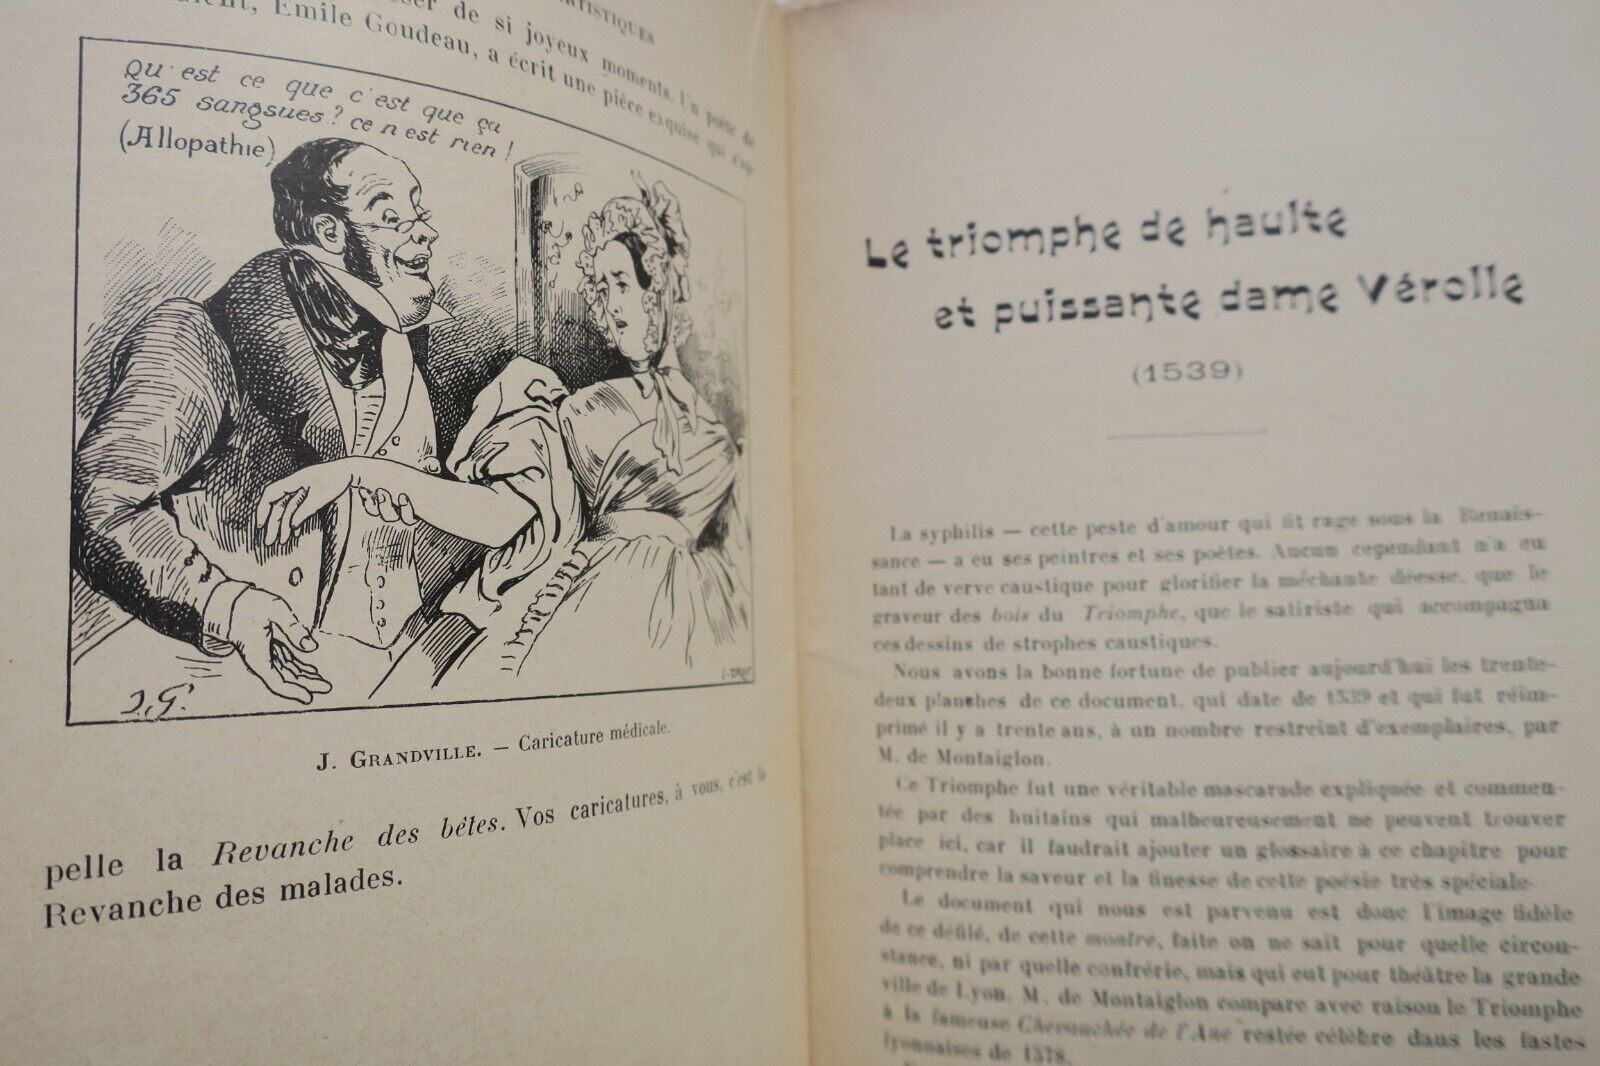 ARTISTIQUES
de si joyeux moments. Un poète de
Emile Goudeau, a écrit une pièce exquise qui s'ap-
Qu'est ce que c'est que ça
365 sangsues? ce n'est rien!
(Allopathie)
J. G.
J. GRANDVILLE. — Caricature médicale.
pelle la Revanche des bêtes. Vos caricatures, à vous, c'est la
Revanche des malades.
Le triomphe de haulte
et puissante dame Vérolle
(1539)
La syphilis — cette peste d'amour qui fit rage sous la Renais-
sance — a eu ses peintres et ses poètes. Aucun cependant n'a eu
tant de verve caustique pour glorifier la méchante déesse, que le
graveur des bois du Triomphe, que le satiriste qui accompagna
ces dessins de strophes caustiques.
Nous avons la bonne fortune de publier aujourd'hui les trente-
deux planches de ce document, qui date de 1539 et qui fut réim-
primé il y a trente ans, à un nombre restreint d'exemplaires, par
M. de Montaiglon.
Ce Triomphe fut une véritable mascarade expliquée et commen-
tée par des huitains qui malheureusement ne peuvent trouver
place ici, car il faudrait ajouter un glossaire à ce chapitre pour
comprendre la saveur et la finesse de cette poésie très spéciale.
Le document qui nous est parvenu est donc l'image fidèle
de ce défilé, de cette montre, faite on ne sait pour quelle circon-
stance, ni par quelle confrérie, mais qui eut pour théâtre la grande
ville de Lyon. M. de Montaiglon compare avec raison le Triomphe
à la fameuse Chevauchée de l'Ane restée célèbre dans les fastes
lyonnaises de 1578.